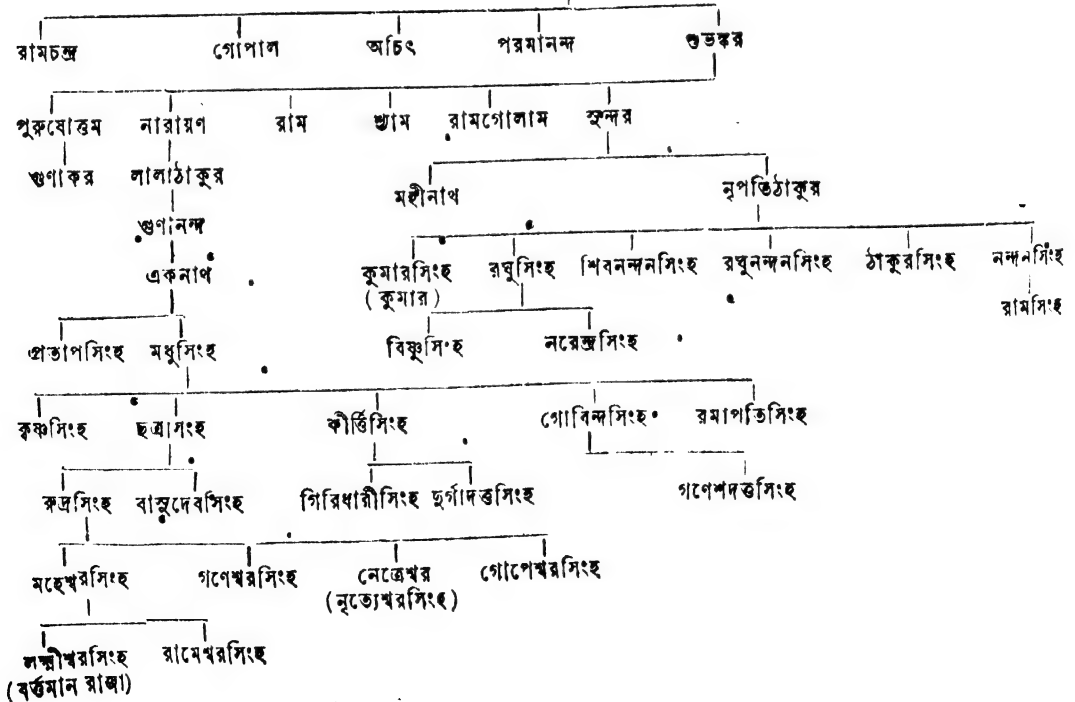 রামচন্দ্র গোপাল অচিৎ পরমানন্দ শুভঙ্কর
পুরুষোত্তম নারায়ণ রাম শ্যাম রামগোলাম সুন্দর
গুণাকর লালাঠাকুর মহীনাথ নৃপতিঠাকুর
গুণানন্দ
একনাথ কুমারসিংহ রঘুসিংহ শিবনন্দনসিংহ রঘুনন্দনসিংহ ঠাকুরসিংহ নন্দনসিংহ
(কুমার) রামসিংহ
প্রতাপসিংহ মধুসিংহ বিষ্ণুসিংহ নরেন্দ্রসিংহ
কৃষ্ণসিংহ ছত্রসিংহ কীর্ত্তিসিংহ গোবিন্দসিংহ রমাপতিসিংহ
রুদ্রসিংহ বাসুদেবসিংহ গিরিধারীসিংহ দুর্গাদত্তসিংহ গণেশদত্তসিংহ
মহেশ্বরসিংহ গণেশ্বরসিংহ নেত্রেশ্বর গোপেশ্বরসিংহ
(নৃত্যেশ্বরসিংহ)
লক্ষ্মীশ্বরসিংহ রামেশ্বরসিংহ
(বর্ত্তমান রাজা)